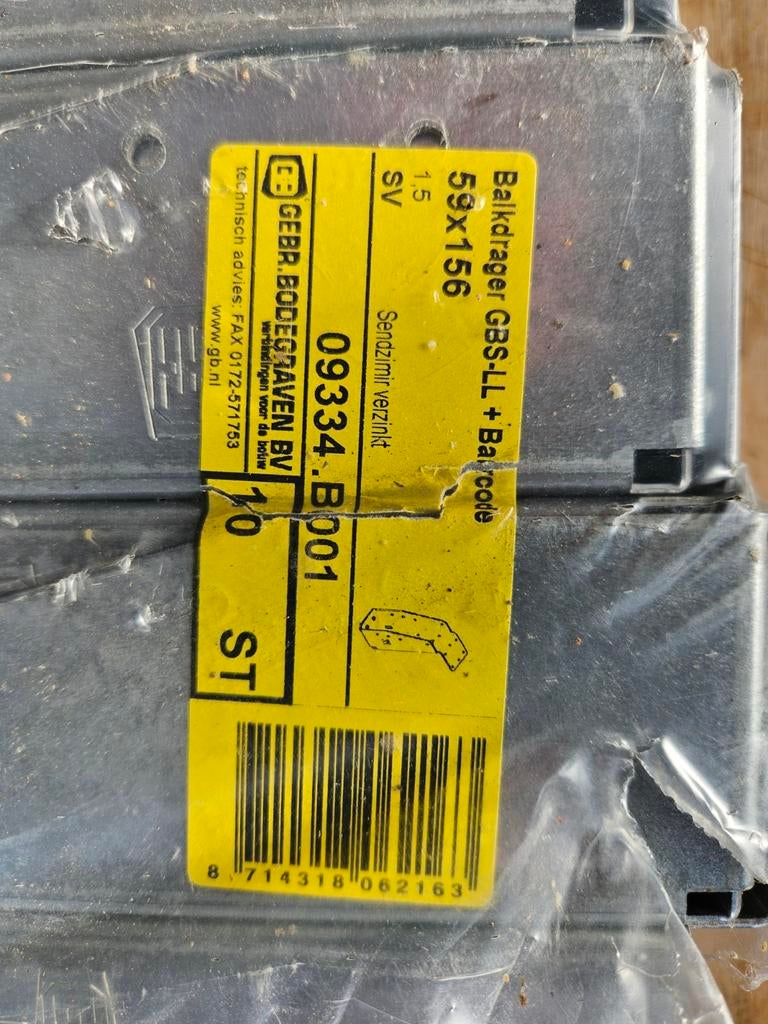 Balkdrager GBS-LL + Barcode
59x156
1,5
SV
Sendzimir verzinkt
09334.B001
GB GEBR.BODEGRAVEN BV
verbindingen voor de bouw
technisch advies: FAX 0172-571753
www.gb.nl
10 ST
8 714318 062163